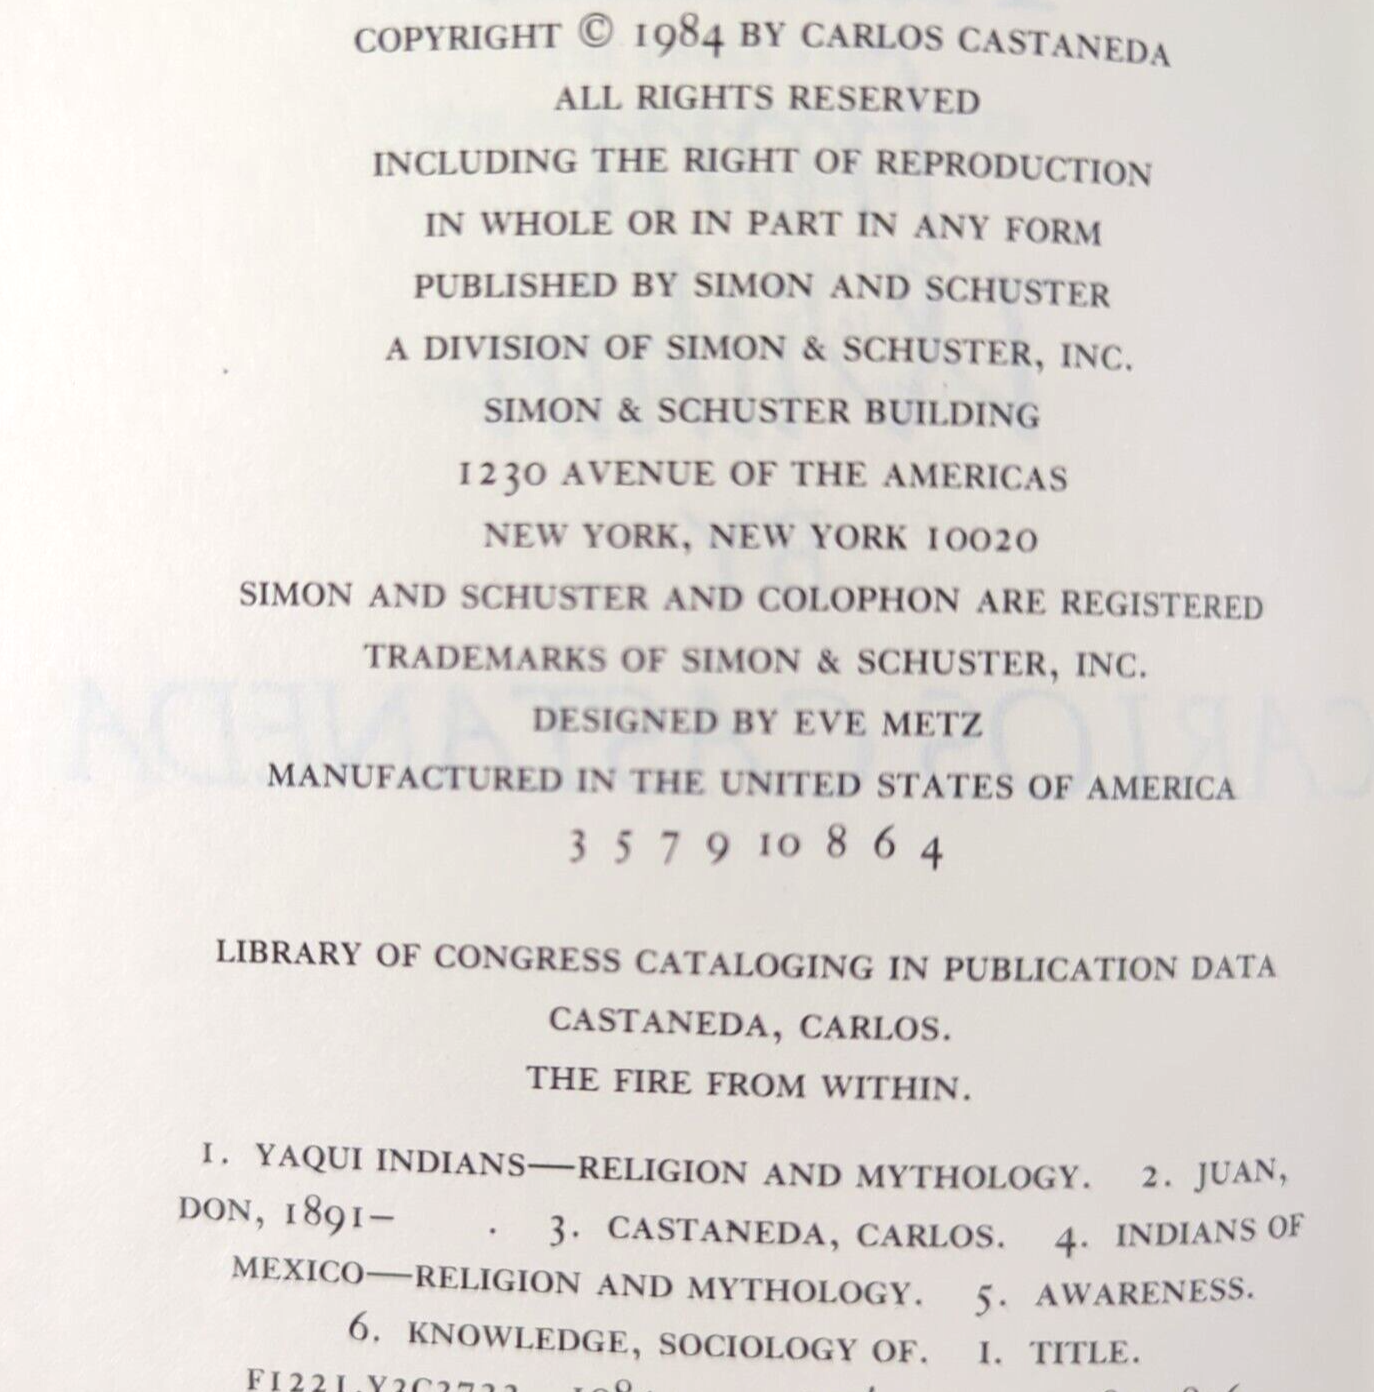 COPYRIGHT © 1984 BY CARLOS CASTANEDA
ALL RIGHTS RESERVED
INCLUDING THE RIGHT OF REPRODUCTION
IN WHOLE OR IN PART IN ANY FORM
PUBLISHED BY SIMON AND SCHUSTER
A DIVISION OF SIMON & SCHUSTER, INC.
SIMON & SCHUSTER BUILDING
1230 AVENUE OF THE AMERICAS
NEW YORK, NEW YORK 10020
SIMON AND SCHUSTER AND COLOPHON ARE REGISTERED
TRADEMARKS OF SIMON & SCHUSTER, INC.
DESIGNED BY EVE METZ
MANUFACTURED IN THE UNITED STATES OF AMERICA
3 5 7 9 10 8 6 4
LIBRARY OF CONGRESS CATALOGING IN PUBLICATION DATA
CASTANEDA, CARLOS.
THE FIRE FROM WITHIN.
1. YAQUI INDIANS—RELIGION AND MYTHOLOGY. 2. JUAN,
DON, 1891– . 3. CASTANEDA, CARLOS. 4. INDIANS OF
MEXICO—RELIGION AND MYTHOLOGY. 5. AWARENESS.
6. KNOWLEDGE, SOCIOLOGY OF. I. TITLE.